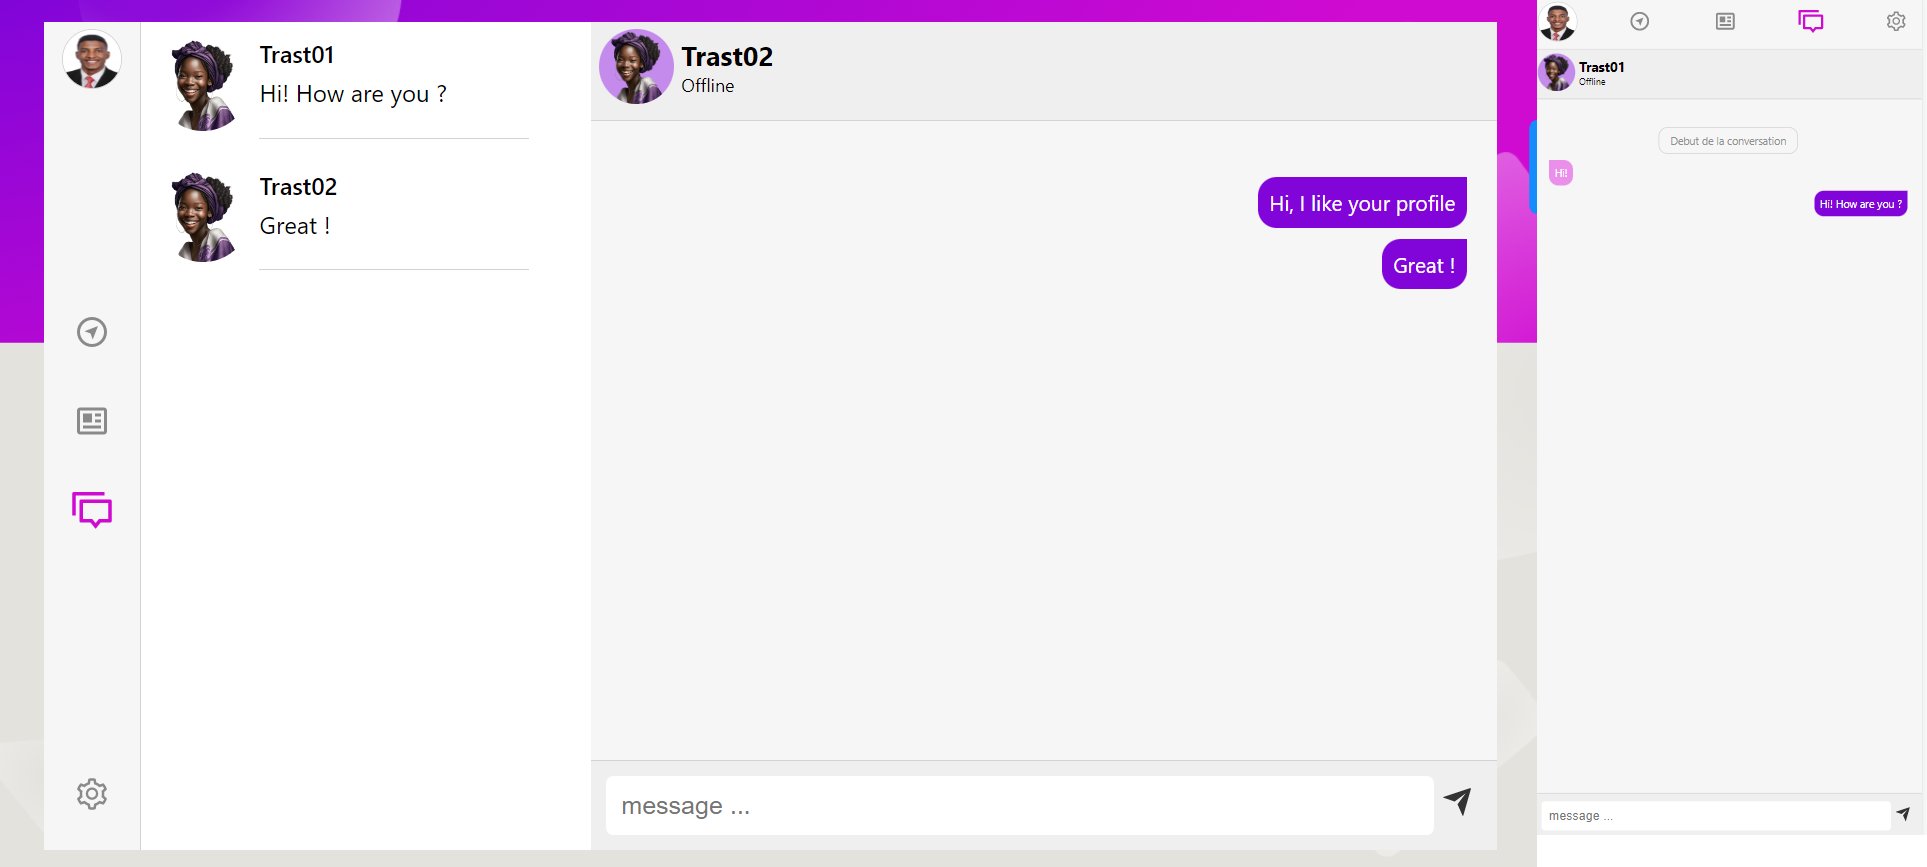 Trast01
Hi! How are you ?
Trast02
Great !
Trast02
Offline
Hi, I like your profile
Great !
message ...
Trast01
Offline
Debut de la conversation
Hi!
Hi! How are you ?
message ...